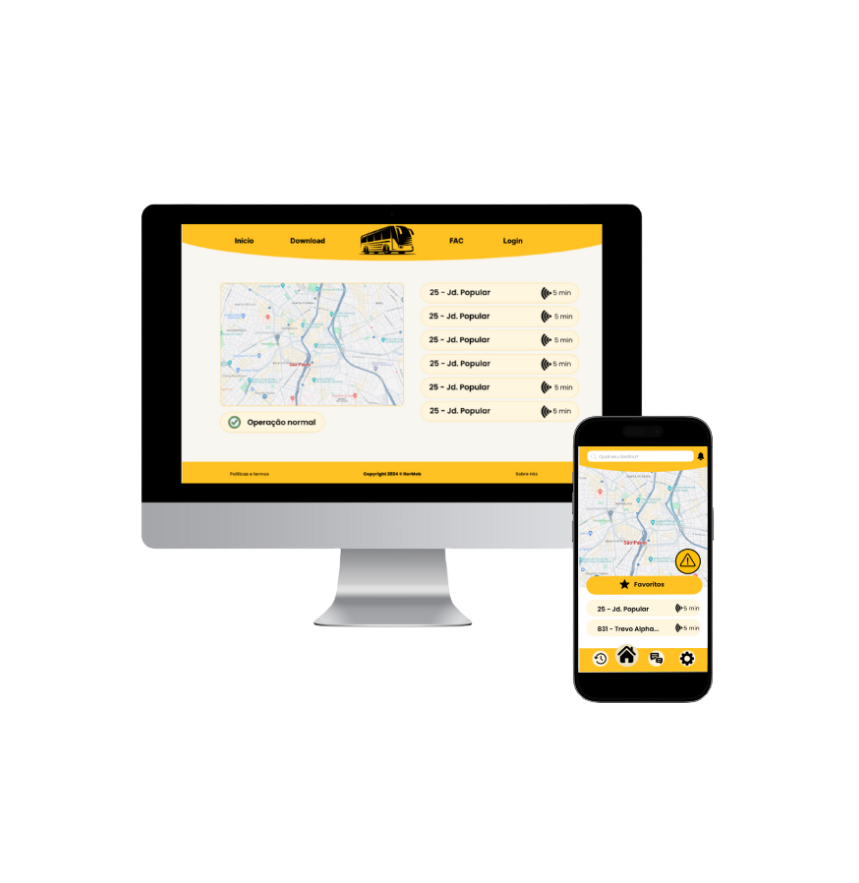 Inicio
Download
FAC
Login
25 - Jd. Popular
5 min
25 - Jd. Popular
5 min
25 - Jd. Popular
5 min
25 - Jd. Popular
5 min
25 - Jd. Popular
5 min
25 - Jd. Popular
5 min
São Paulo
Operação normal
Políticas e termos
Copyright 2024 © BarMob
Sobre nós
Qual seu destino?
São Paulo
Favoritos
25 - Jd. Popular
5 min
831 - Trevo Alpha...
5 min